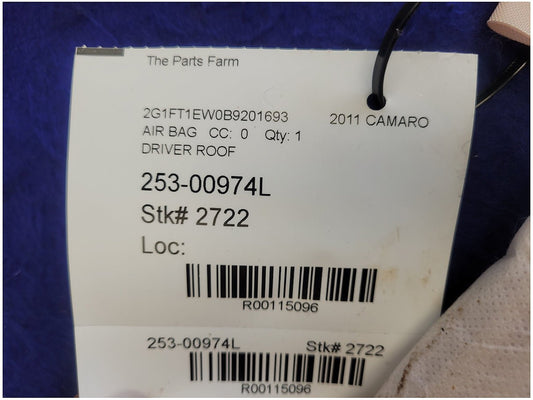 The Parts Farm
2G1FT1EW0B9201693 2011 CAMARO
AIR BAG CC: 0 Qty: 1
DRIVER ROOF
253-00974L
Stk# 2722
Loc:
R00115096
253-00974L Stk# 2722
R00115096